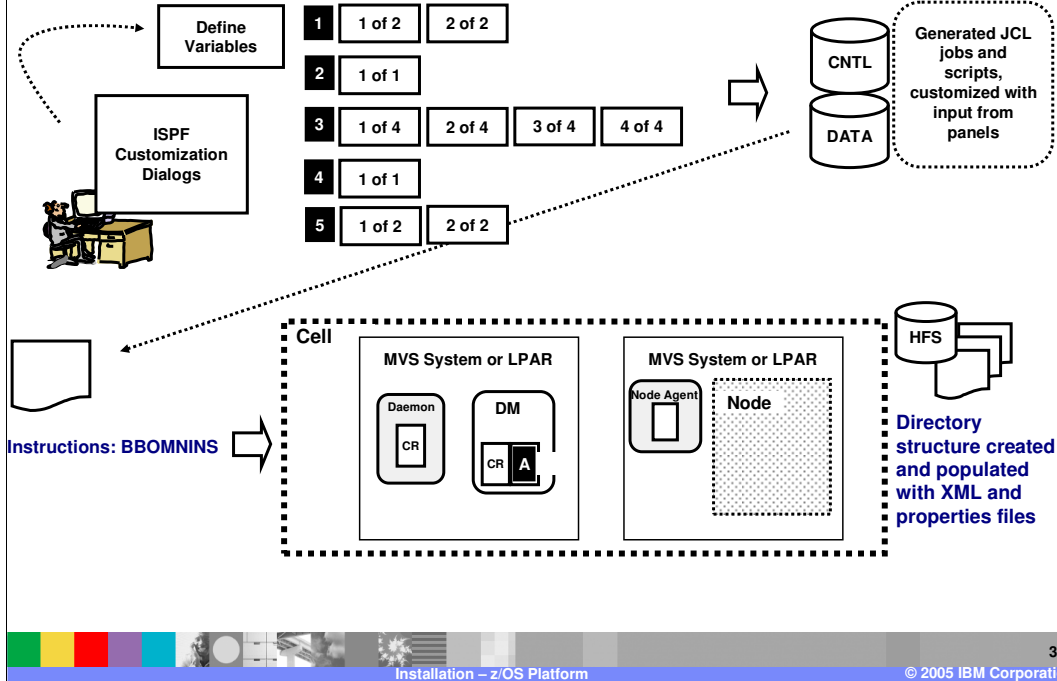 Define
Variables
1
1 of 2
2 of 2
2
1 of 1
3
1 of 4
2 of 4
3 of 4
4 of 4
4
1 of 1
5
1 of 2
2 of 2
ISPF
Customization
Dialogs
CNTL
DATA
Generated JCL
jobs and
scripts,
customized with
input from
panels
Instructions: BBOMNINS
Cell
MVS System or LPAR
Daemon
CR
DM
CR
A
MVS System or LPAR
Node Agent
Node
HFS
Directory
structure created
and populated
with XML and
properties files
3
Installation – z/OS Platform
© 2005 IBM Corporati